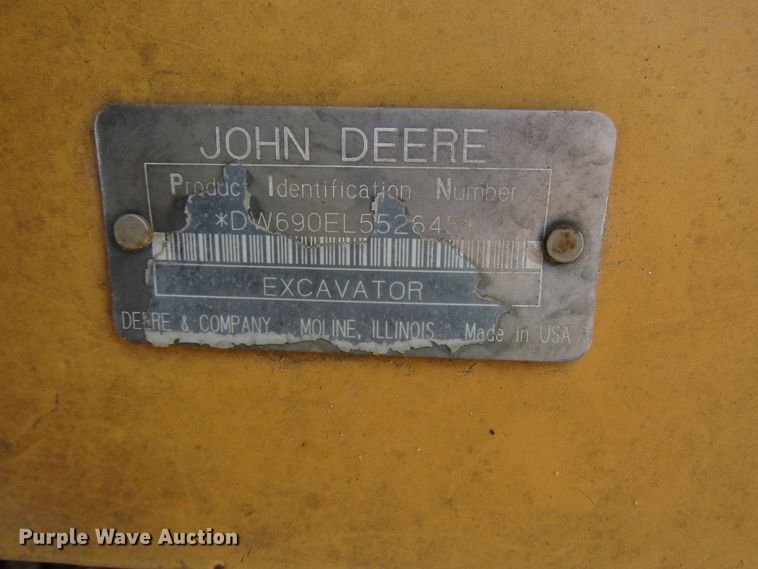 JOHN DEERE
Product Identification Number
*DW690EL552645*
EXCAVATOR
DEERE & COMPANY MOLINE, ILLINOIS Made in USA
Purple Wave Auction